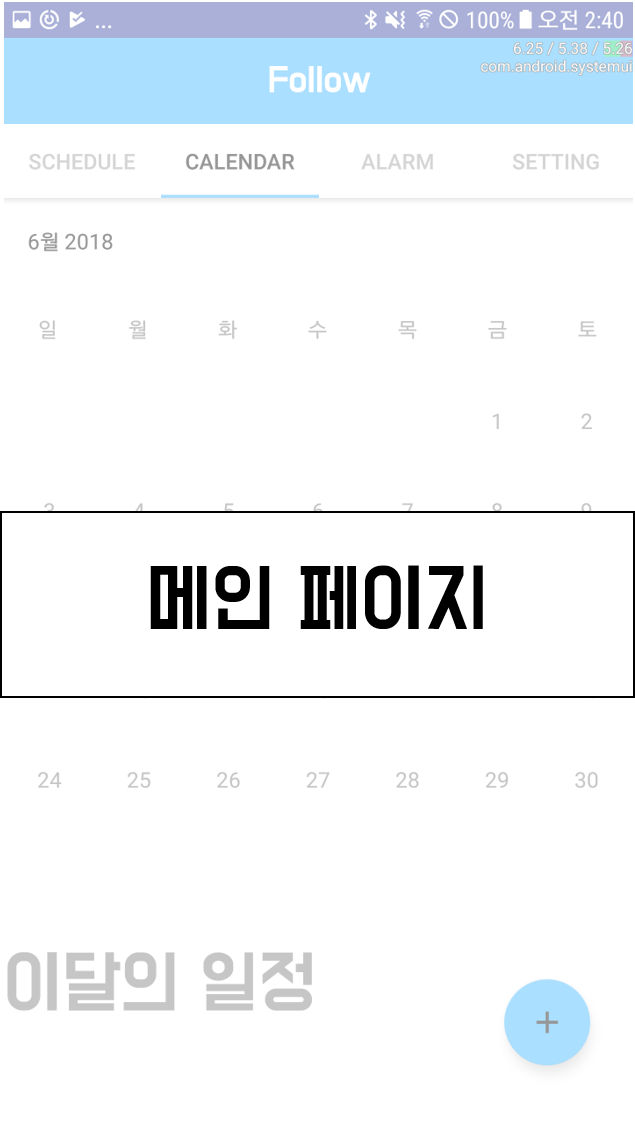 ... 100% 오전 2:40
6.25 / 5.38 / 5.26
com.android.systemui
Follow
SCHEDULE CALENDAR ALARM SETTING
6월 2018
일 월 화 수 목 금 토
1 2
3 4 5 6 7 8 9
메인 페이지
24 25 26 27 28 29 30
이달의 일정
+